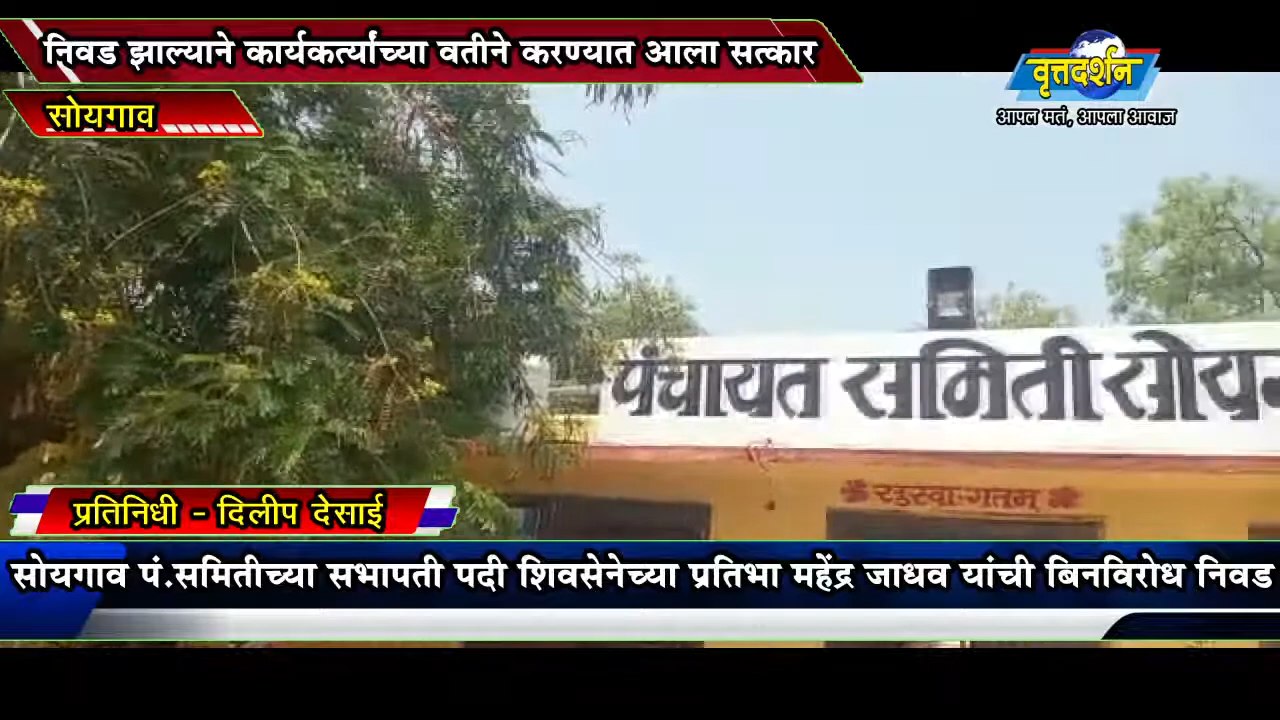 निवड झाल्याने कार्यकर्त्यांच्या वतीने करण्यात आला सत्कार
वृत्तदर्शन
आपल मतं, आपला आवाज
सोयगाव
पंचायत समिती सोय
सुस्वाःगतम्
प्रतिनिधी - दिलीप देसाई
सोयगाव पं.समितीच्या सभापती पदी शिवसेनेच्या प्रतिभा महेंद्र जाधव यांची बिनविरोध निवड